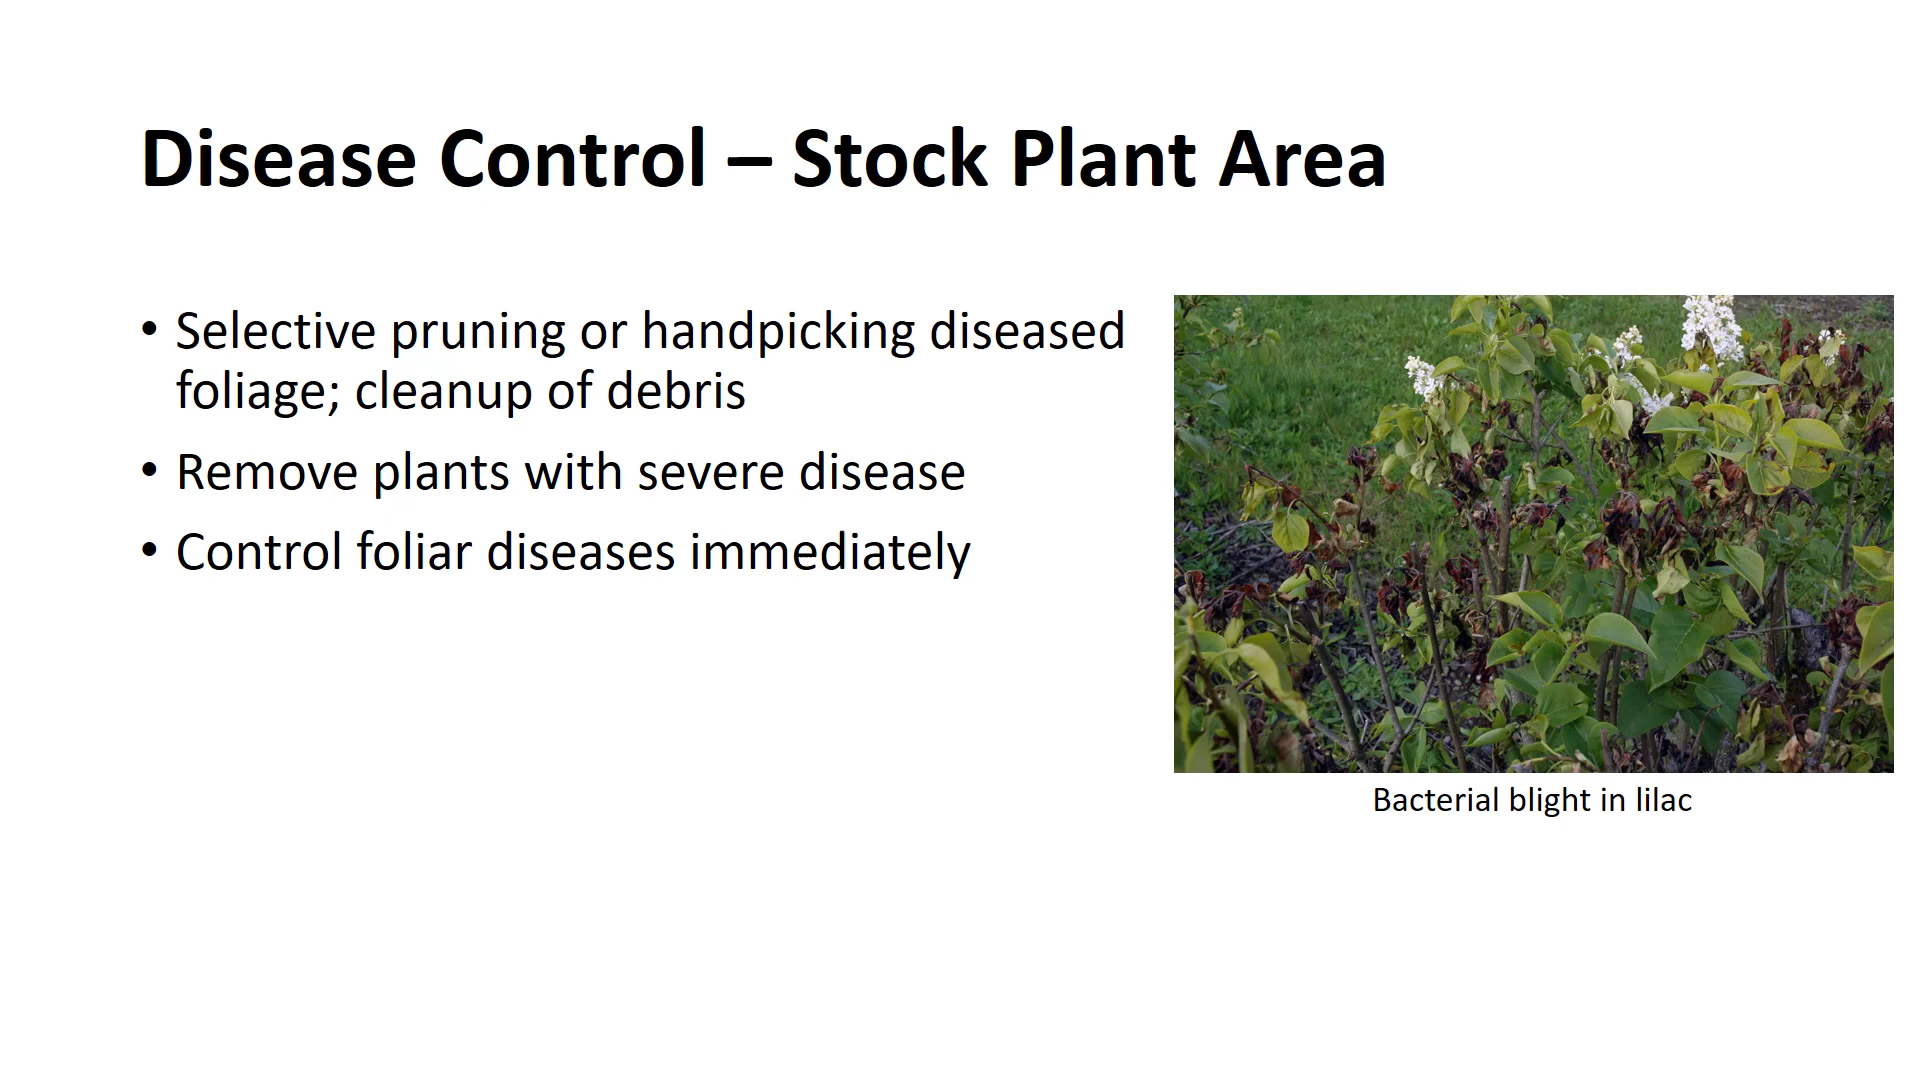 Disease Control – Stock Plant Area
• Selective pruning or handpicking diseased
foliage; cleanup of debris
• Remove plants with severe disease
• Control foliar diseases immediately
Bacterial blight in lilac